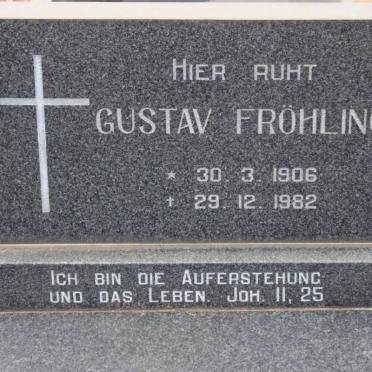 Hier ruht
GUSTAV FRÖHLING
* 30. 3. 1906
† 29. 12. 1982
Ich bin die Auferstehung
und das Leben. Joh. 11, 25